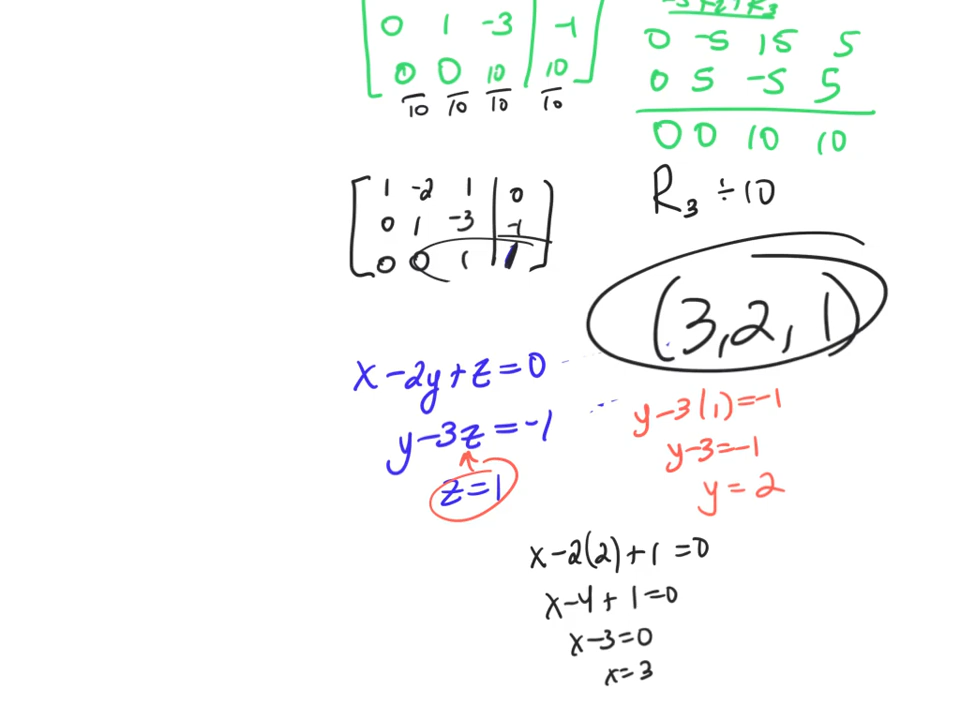 0 1 -3 | -1
0 0 10 | 10
10 10 10 10
0 -5 15 5
0 5 -5 5
0 0 10 10
R₃ ÷ 10
1 -2 1 | 0
0 1 -3 | -1
0 0 1 | 1
(3, 2, 1)
x - 2y + z = 0
y - 3z = -1
z = 1
y - 3(1) = -1
y - 3 = -1
y = 2
x - 2(2) + 1 = 0
x - 4 + 1 = 0
x - 3 = 0
x = 3